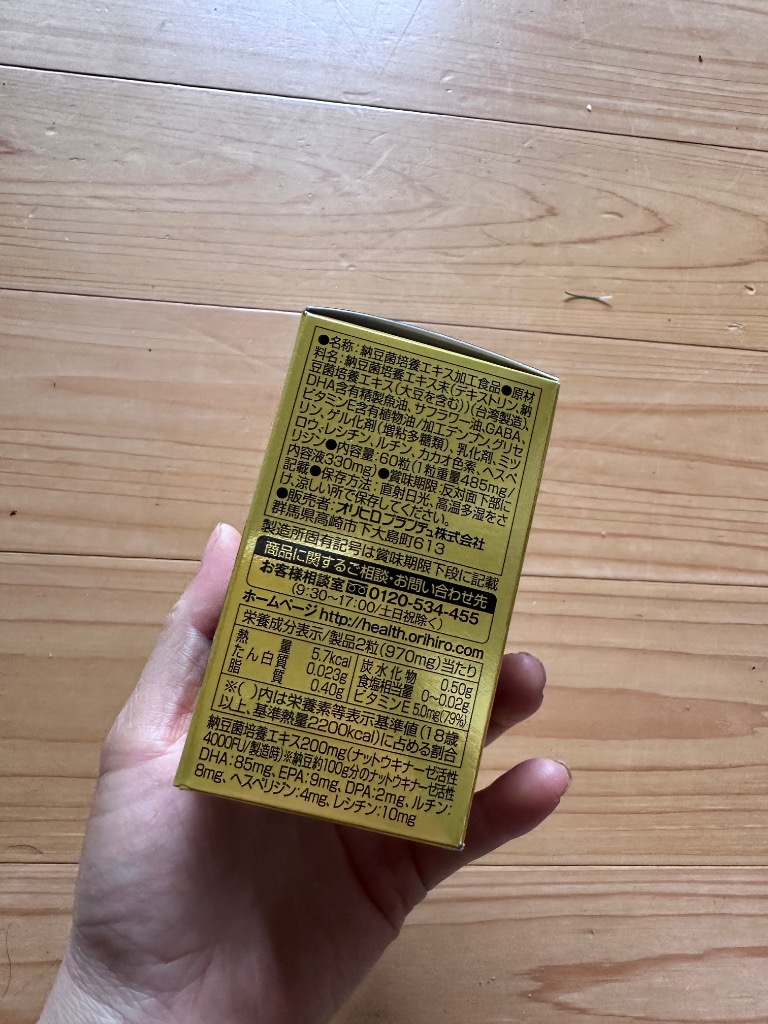 ●名称：納豆菌培養エキス加工食品●原材
料名：納豆菌培養エキス末(デキストリン、納
豆菌培養エキス(大豆を含む))(台湾製造)、
DHA含有精製魚油、サフラワー油、GABA、
ビタミンE含有植物油/加工デンプン、グリセ
リン、ゲル化剤(増粘多糖類)、乳化剤、ミツ
ロウ、レシチン、ルチン、カカオ色素、ヘスペ
リジン●内容量：60粒(1粒重量485mg/
内容液330mg)●賞味期限：反対面下部に
記載●保存方法：直射日光、高温多湿をさ
け、涼しい所で保存してください。
●販売者：オリヒロプランデュ株式会社
群馬県高崎市下大島町613
製造所固有記号は賞味期限下段に記載
商品に関するご相談・お問い合わせ先
お客様相談室 0120-534-455
(9:30〜17:00/土日祝除く)
ホームページ http://health.orihiro.com
栄養成分表示/製品2粒(970mg)当たり
熱量 5.7kcal 炭水化物 0.50g
たん白質 0.023g 食塩相当量 0〜0.02g
脂質 0.40g ビタミンE 5.0mg(79%)
※( )内は栄養素等表示基準値(18歳
以上、基準熱量2200kcal)に占める割合
納豆菌培養エキス200mg(ナットウキナーゼ活性
4000FU/製造時)※納豆約100g分のナットウキナーゼ活性
DHA：85mg、EPA：9mg、DPA：2mg、ルチン：
8mg、ヘスペリジン：4mg、レシチン：10mg